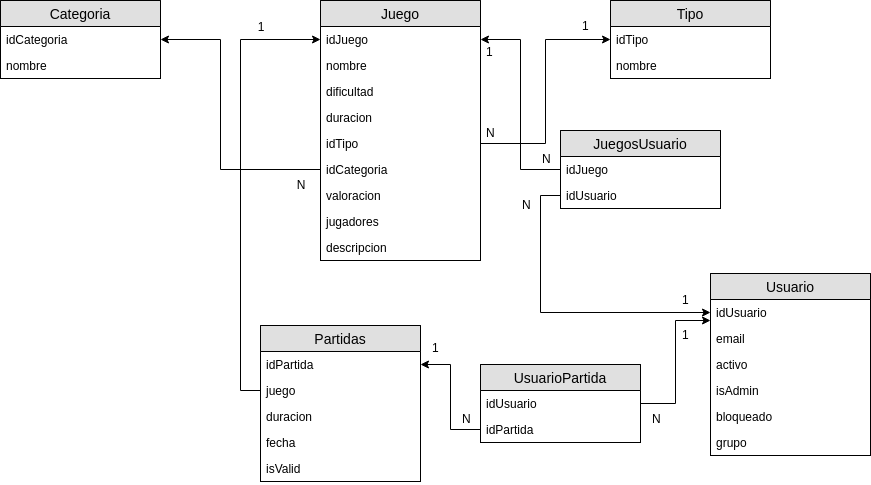 Categoria
idCategoria
nombre
1
Juego
idJuego
nombre
dificultad
duracion
idTipo
idCategoria
valoracion
jugadores
descripcion
N
1
N
1
Tipo
idTipo
nombre
JuegosUsuario
idJuego
idUsuario
N
N
1
1
Usuario
idUsuario
email
activo
isAdmin
bloqueado
grupo
Partidas
idPartida
juego
duracion
fecha
isValid
1
N
UsuarioPartida
idUsuario
idPartida
N